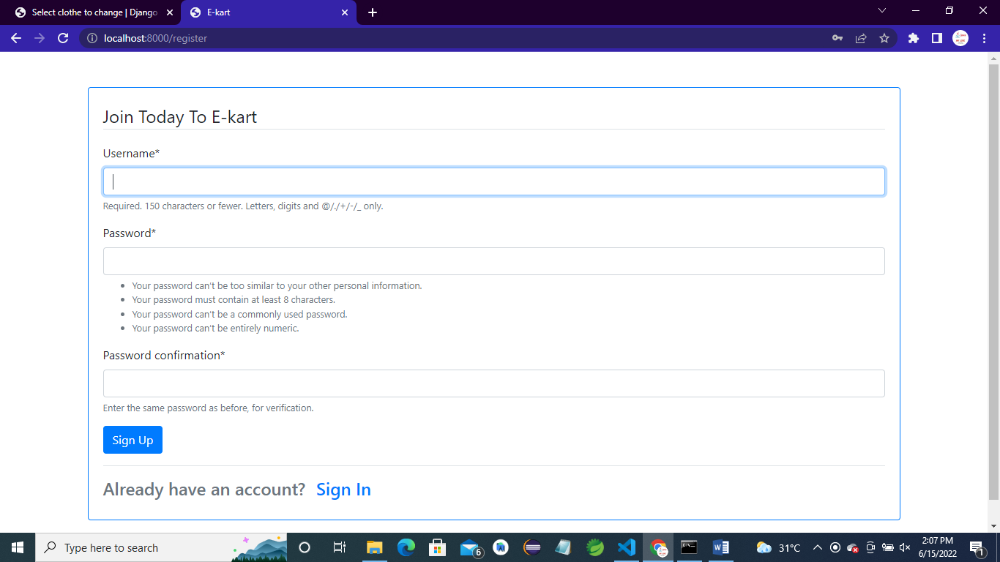 Select clothe to change | Django
E-kart
localhost:8000/register
Join Today To E-kart
Username*
Required. 150 characters or fewer. Letters, digits and @/./+/-/_ only.
Password*
Your password can't be too similar to your other personal information.
Your password must contain at least 8 characters.
Your password can't be a commonly used password.
Your password can't be entirely numeric.
Password confirmation*
Enter the same password as before, for verification.
Sign Up
Already have an account? Sign In
Type here to search
6
31°C
2:07 PM
6/15/2022
1